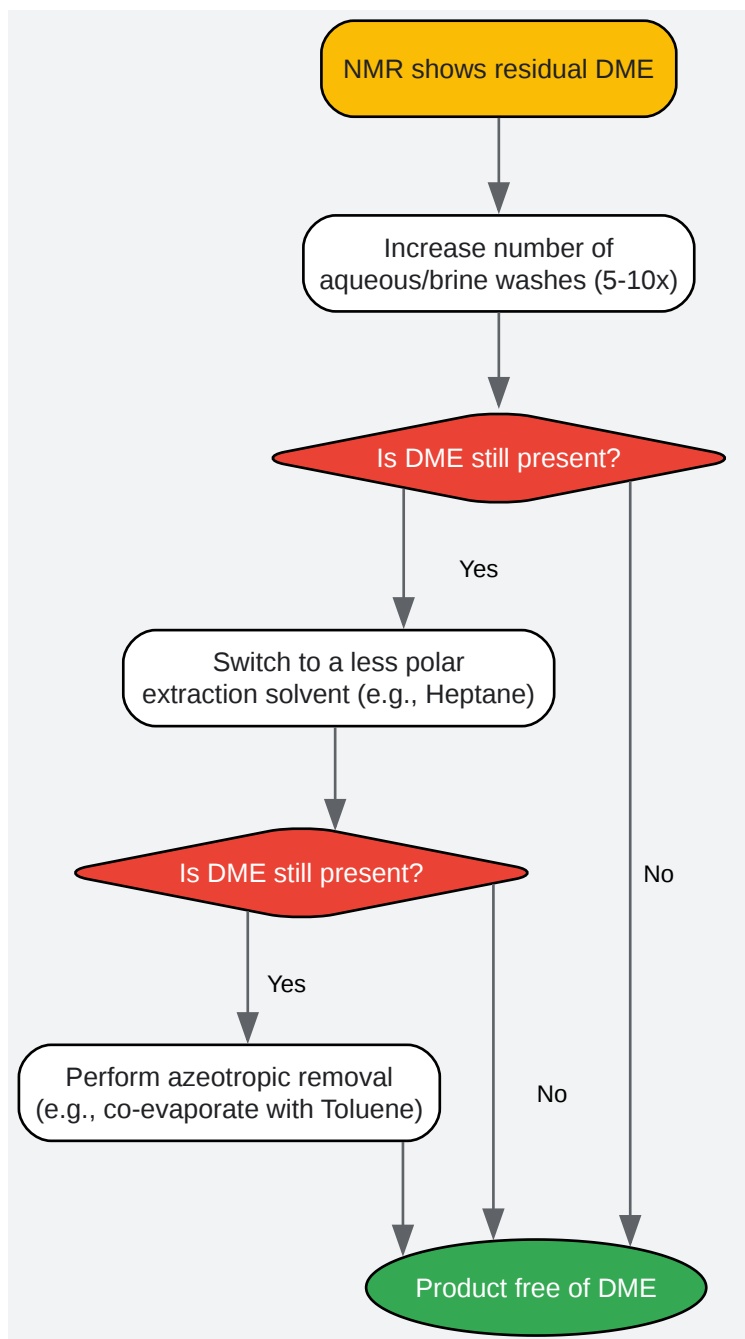 NMR shows residual DME
Increase number of
aqueous/brine washes (5-10x)
Is DME still present?
Yes
Switch to a less polar
extraction solvent (e.g., Heptane)
Is DME still present?
No
Yes
Perform azeotropic removal
(e.g., co-evaporate with Toluene)
No
Product free of DME